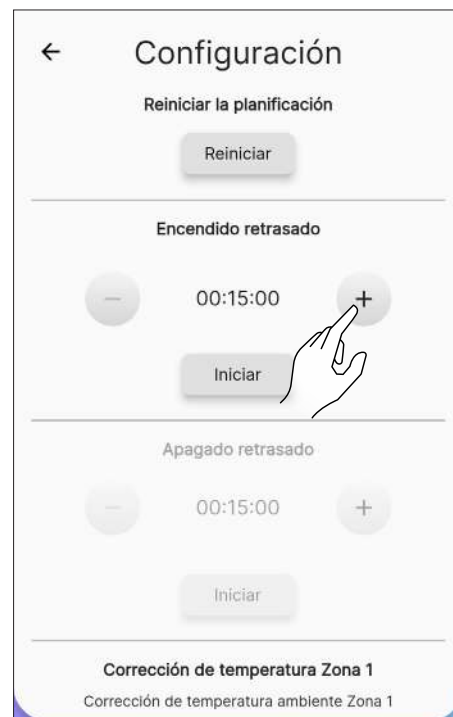 ← Configuración
Reiniciar la planificación
Reiniciar
Encendido retrasado
− 00:15:00 +
Iniciar
Apagado retrasado
− 00:15:00 +
Iniciar
Corrección de temperatura Zona 1
Corrección de temperatura ambiente Zona 1